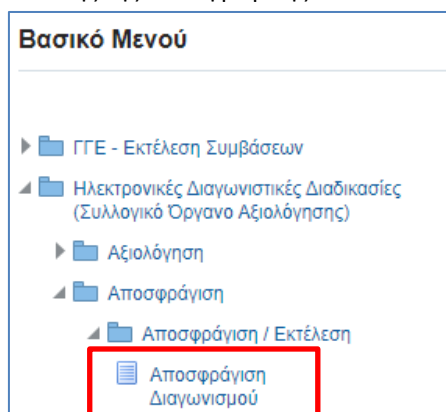 Βασικό Μενού
ΓΓΕ - Εκτέλεση Συμβάσεων
Ηλεκτρονικές Διαγωνιστικές Διαδικασίες
(Συλλογικό Όργανο Αξιολόγησης)
Αξιολόγηση
Αποσφράγιση
Αποσφράγιση / Εκτέλεση
Αποσφράγιση
Διαγωνισμού